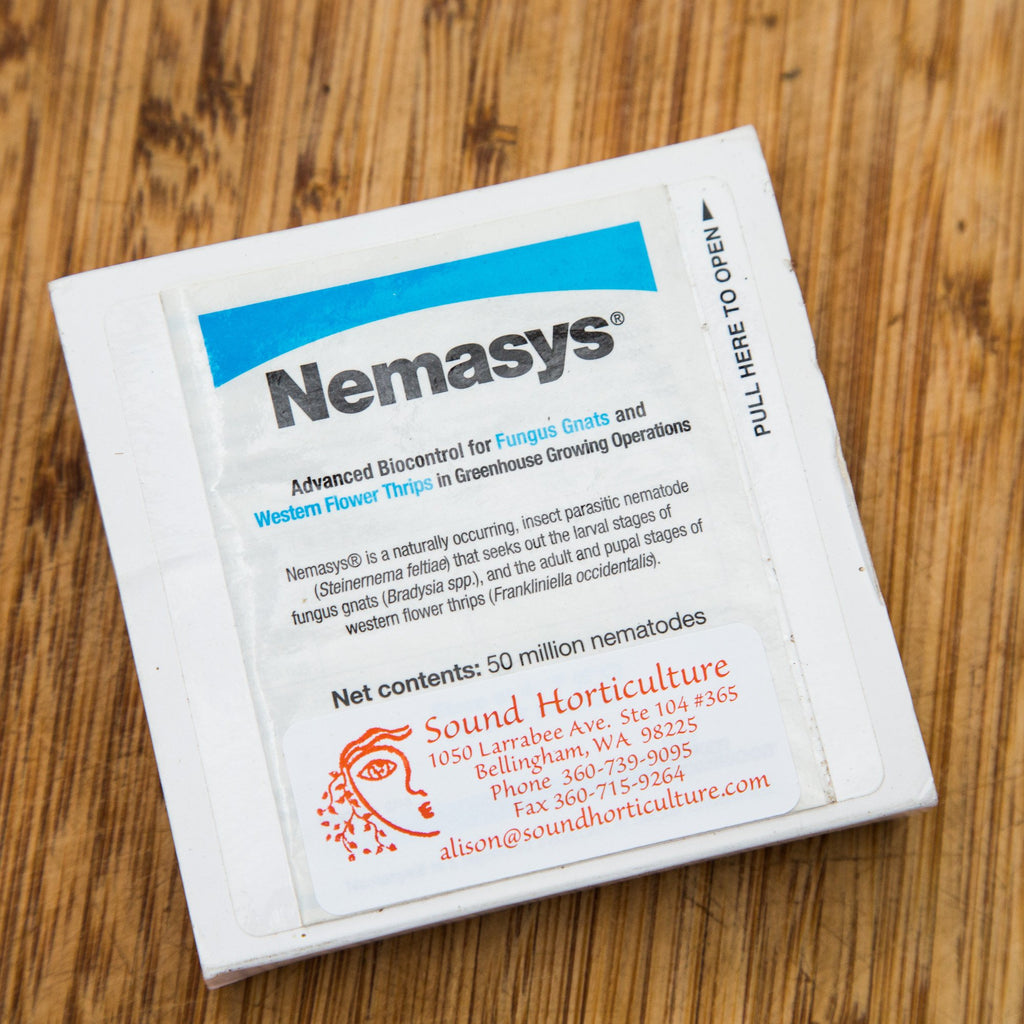 Nemasys®
Advanced Biocontrol for Fungus Gnats and
Western Flower Thrips in Greenhouse Growing Operations
Nemasys® is a naturally occurring, insect parasitic nematode
(Steinernema feltiae) that seeks out the larval stages of
fungus gnats (Bradysia spp.), and the adult and pupal stages of
western flower thrips (Frankliniella occidentalis).
Net contents: 50 million nematodes
Sound Horticulture
1050 Larrabee Ave. Ste 104 #365
Bellingham, WA 98225
Phone 360-739-9095
Fax 360-715-9264
alison@soundhorticulture.com
PULL HERE TO OPEN